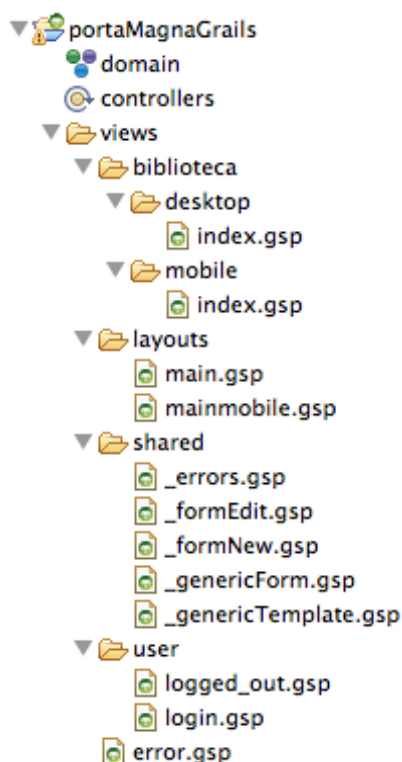 portaMagnaGrails
domain
controllers
views
biblioteca
desktop
index.gsp
mobile
index.gsp
layouts
main.gsp
mainmobile.gsp
shared
_errors.gsp
_formEdit.gsp
_formNew.gsp
_genericForm.gsp
_genericTemplate.gsp
user
logged_out.gsp
login.gsp
error.gsp